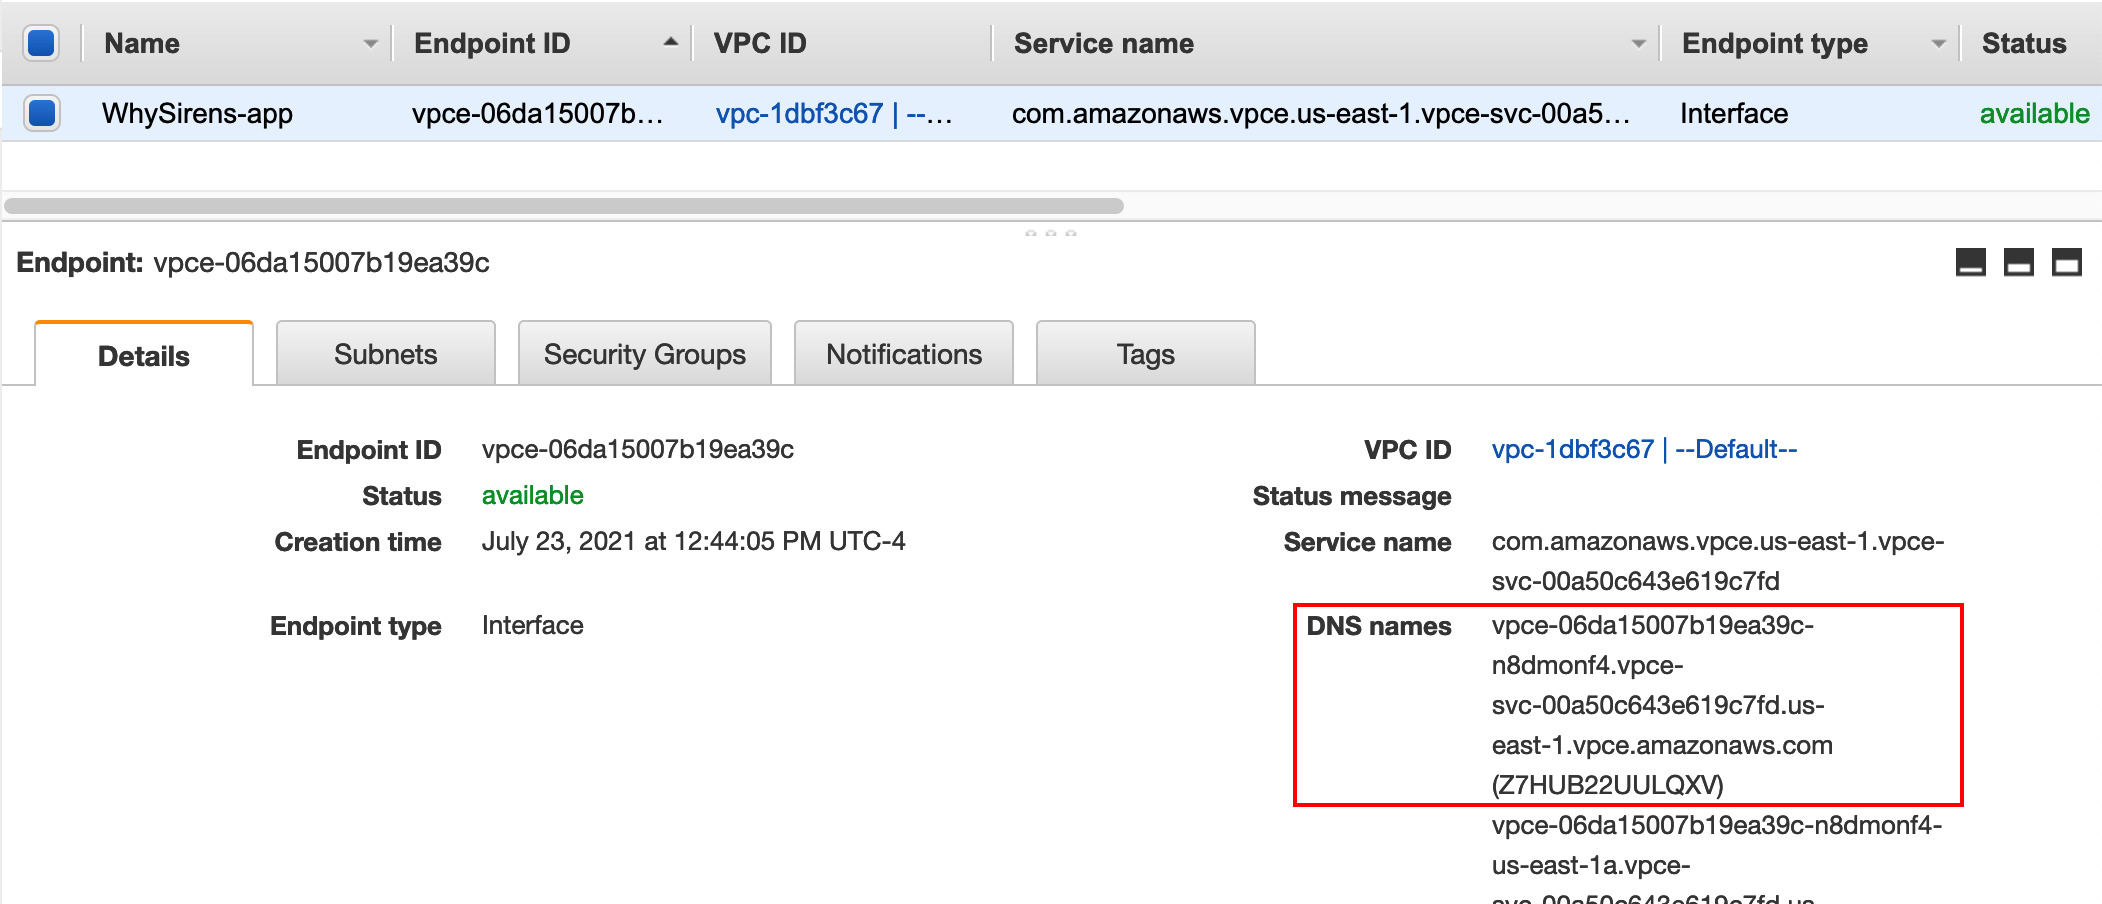 Name Endpoint ID VPC ID Service name Endpoint type Status
WhySirens-app vpce-06da15007b... vpc-1dbf3c67 | --... com.amazonaws.vpce.us-east-1.vpce-svc-00a5... Interface available
Endpoint: vpce-06da15007b19ea39c
Details Subnets Security Groups Notifications Tags
Endpoint ID vpce-06da15007b19ea39c
Status available
Creation time July 23, 2021 at 12:44:05 PM UTC-4
Endpoint type Interface
VPC ID vpc-1dbf3c67 | --Default--
Status message
Service name com.amazonaws.vpce.us-east-1.vpce-
svc-00a50c643e619c7fd
DNS names vpce-06da15007b19ea39c-
n8dmonf4.vpce-
svc-00a50c643e619c7fd.us-
east-1.vpce.amazonaws.com
(Z7HUB22UULQXV)
vpce-06da15007b19ea39c-n8dmonf4-
us-east-1a.vpce-
svc-00a50c643e619c7fd.us-